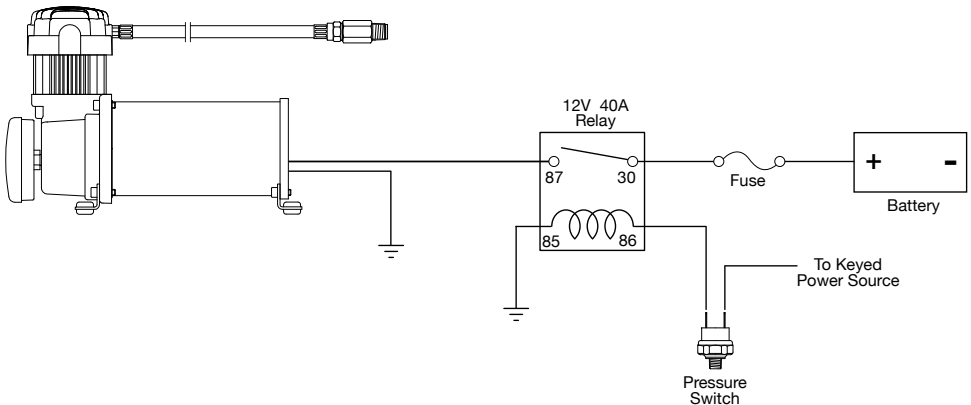 12V 40A
Relay
87 30
Fuse
+ -
Battery
85 86
To Keyed
Power Source
Pressure
Switch